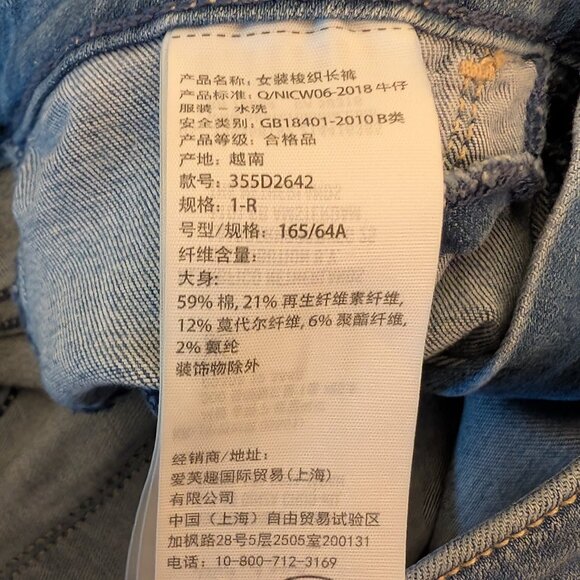 产品名称: 女装梭织长裤
产品标准: Q/NICW06-2018 牛仔
服装 – 水洗
安全类别: GB18401-2010 B类
产品等级: 合格品
产地: 越南
款号: 355D2642
规格: 1-R
号型/规格: 165/64A
纤维含量:
大身:
59% 棉, 21% 再生纤维素纤维,
12% 莫代尔纤维, 6% 聚酯纤维,
2% 氨纶
装饰物除外
经销商/地址:
爱芙趣国际贸易(上海)
有限公司
中国（上海）自由贸易试验区
加枫路28号5层2505室200131
电话: 10-800-712-3169